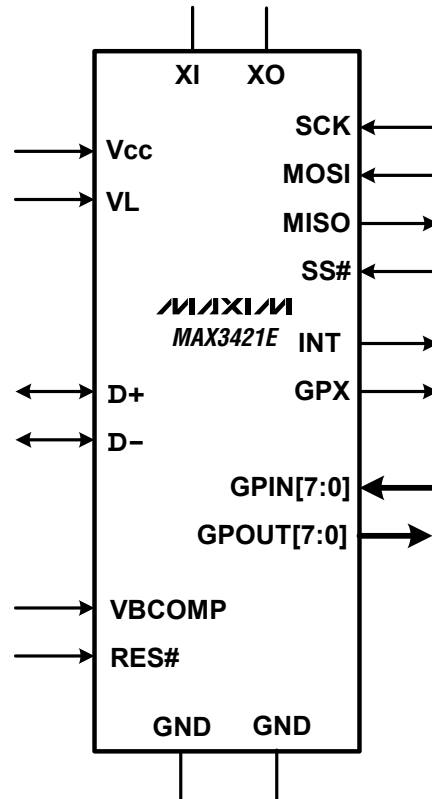 XI XO
SCK
Vcc
MOSI
VL
MISO
SS#
MAXIM
MAX3421E
INT
D+
GPX
D-
GPIN[7:0]
GPOUT[7:0]
VBCOMP
RES#
GND GND